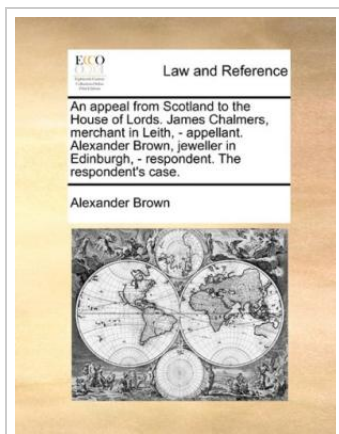 ECCO
Law and Reference
An appeal from Scotland to the
House of Lords. James Chalmers,
merchant in Leith, - appellant.
Alexander Brown, jeweller in
Edinburgh, - respondent. The
respondent's case.
Alexander Brown